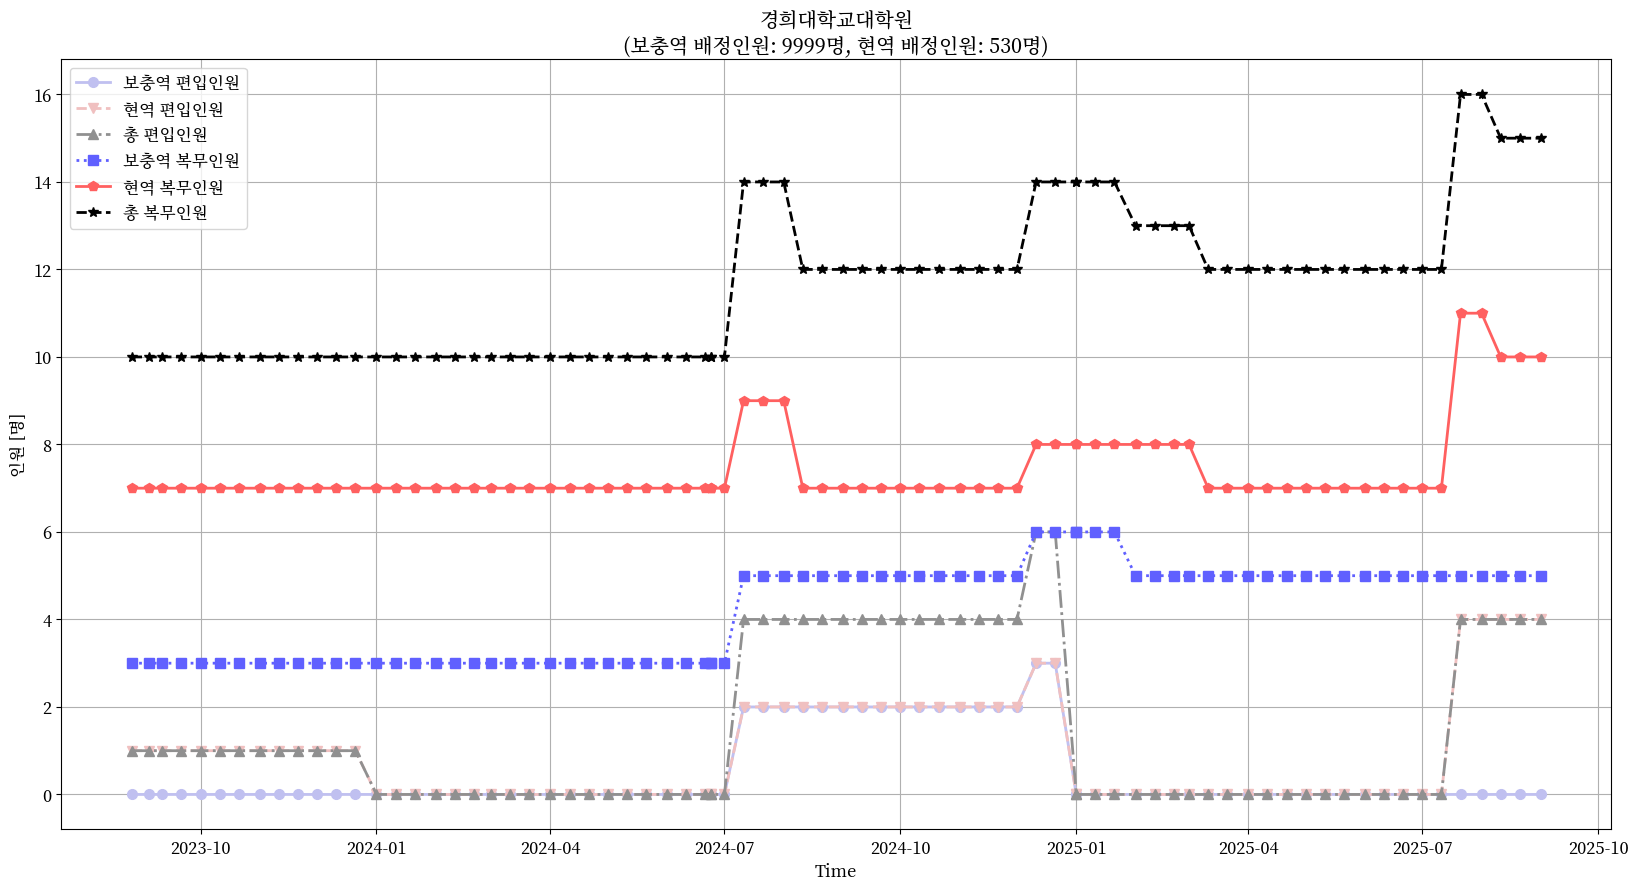 경희대학교대학원
(보충역 배정인원: 9999명, 현역 배정인원: 530명)
보충역 편입인원
현역 편입인원
총 편입인원
보충역 복무인원
현역 복무인원
총 복무인원
인원 [명]
16
14
12
10
8
6
4
2
0
2023-10
2024-01
2024-04
2024-07
2024-10
2025-01
2025-04
2025-07
2025-10
Time